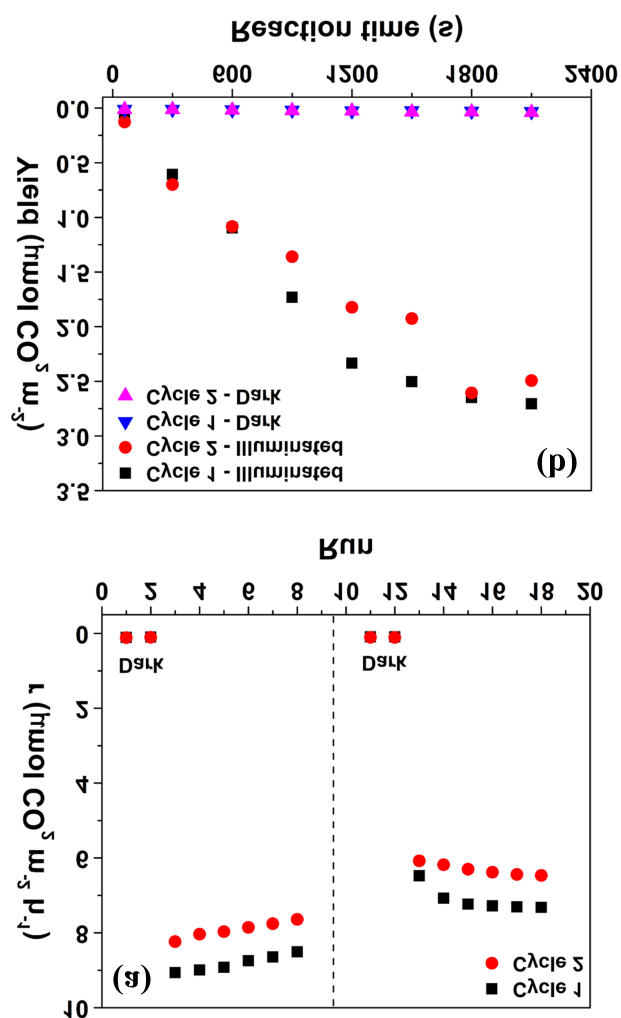 (a)
Cycle 1
Cycle 2
r (μmol CO₂ m⁻² h⁻¹)
10
8
6
4
2
0
Dark
Dark
0 2 4 6 8 10 12 14 16 18 20
Run
(b)
Cycle 1 - Illuminated
Cycle 2 - Illuminated
Cycle 1 - Dark
Cycle 2 - Dark
Yield (μmol CO₂ m⁻²)
3.5
3.0
2.5
2.0
1.5
1.0
0.5
0.0
0 600 1200 1800 2400
Reaction time (s)